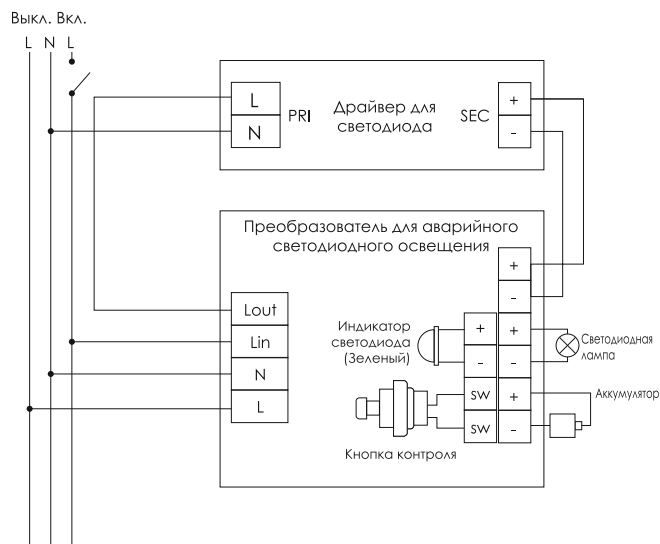 Выкл. Вкл.
L N L
L
N
PRI
Драйвер для
светодиода
SEC
+
-
Преобразователь для аварийного
светодиодного освещения
+
-
Lout
Lin
N
L
Индикатор
светодиода
(Зеленый)
+ +
- -
Светодиодная
лампа
SW +
SW -
Аккумулятор
Кнопка контроля